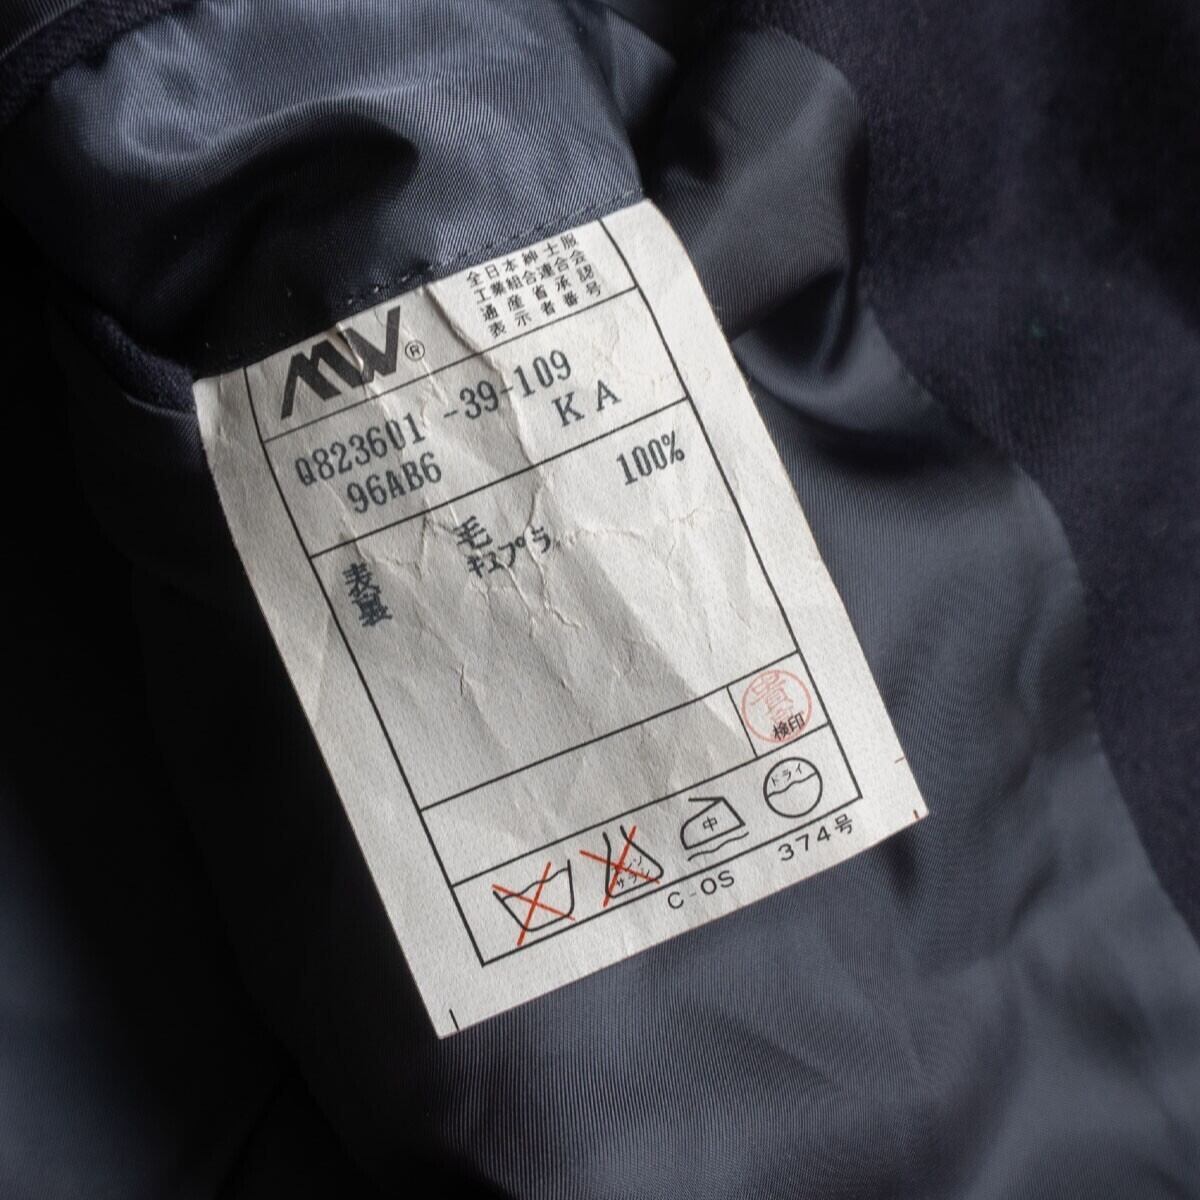 全日本紳士服
工業組合連合会
通産省承認
表示者番号
MW®
Q823601 -39-109
96AB6 KA
表 毛 100%
裏 キュプラ
検印
中
ドライ
C-OS 374号